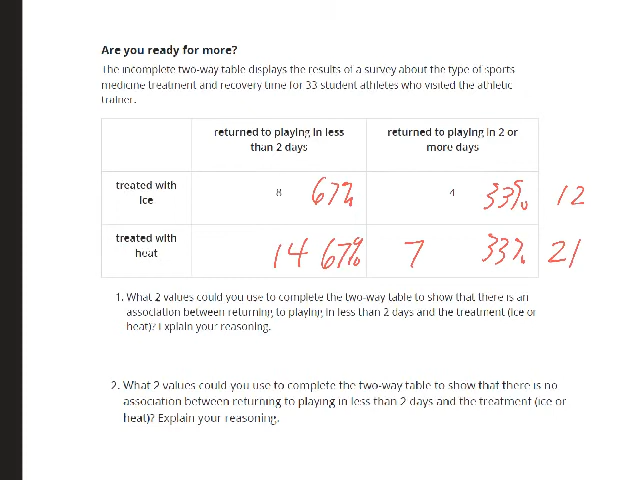 Are you ready for more?
The incomplete two-way table displays the results of a survey about the type of sports
medicine treatment and recovery time for 33 student athletes who visited the athletic
trainer.
returned to playing in less
than 2 days
returned to playing in 2 or
more days
treated with
ice
8 67% 4 33% 12
treated with
heat
14 67% 7 33% 21
1. What 2 values could you use to complete the two-way table to show that there is an
association between returning to playing in less than 2 days and the treatment (ice or
heat)? Explain your reasoning.
2. What 2 values could you use to complete the two-way table to show that there is no
association between returning to playing in less than 2 days and the treatment (ice or
heat)? Explain your reasoning.